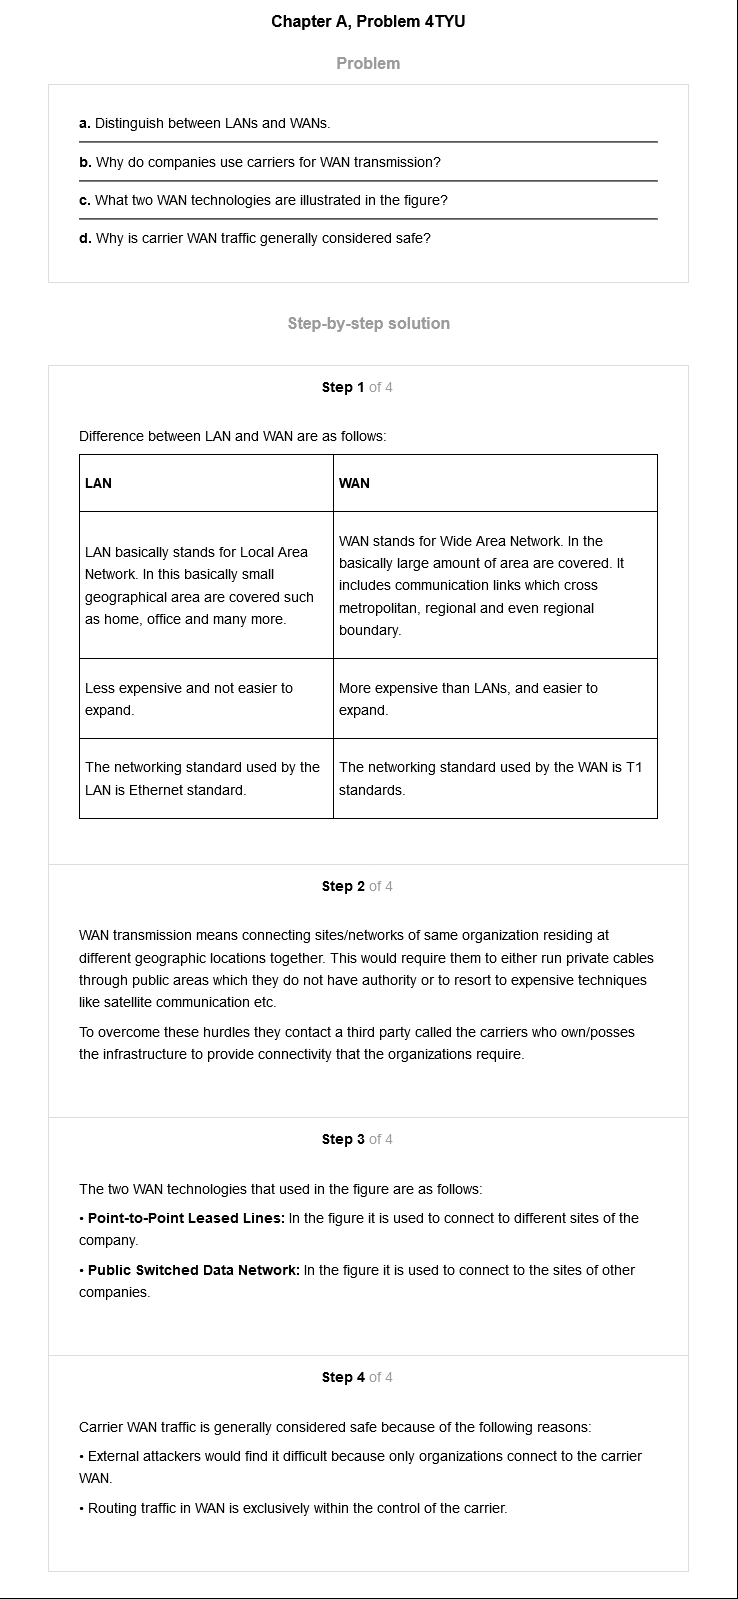 Chapter A, Problem 4TYU
Problem
a. Distinguish between LANs and WANs.
b. Why do companies use carriers for WAN transmission?
c. What two WAN technologies are illustrated in the figure?
d. Why is carrier WAN traffic generally considered safe?
Step-by-step solution
Step 1 of 4
Difference between LAN and WAN are as follows:
LAN
WAN
LAN basically stands for Local Area
Network. In this basically small
geographical area are covered such
as home, office and many more.
WAN stands for Wide Area Network. In the
basically large amount of area are covered. It
includes communication links which cross
metropolitan, regional and even regional
boundary.
Less expensive and not easier to
expand.
More expensive than LANs, and easier to
expand.
The networking standard used by the
LAN is Ethernet standard.
The networking standard used by the WAN is T1
standards.
Step 2 of 4
WAN transmission means connecting sites/networks of same organization residing at
different geographic locations together. This would require them to either run private cables
through public areas which they do not have authority or to resort to expensive techniques
like satellite communication etc.
To overcome these hurdles they contact a third party called the carriers who own/posses
the infrastructure to provide connectivity that the organizations require.
Step 3 of 4
The two WAN technologies that used in the figure are as follows:
• Point-to-Point Leased Lines: In the figure it is used to connect to different sites of the
company.
• Public Switched Data Network: In the figure it is used to connect to the sites of other
companies.
Step 4 of 4
Carrier WAN traffic is generally considered safe because of the following reasons:
• External attackers would find it difficult because only organizations connect to the carrier
WAN.
• Routing traffic in WAN is exclusively within the control of the carrier.